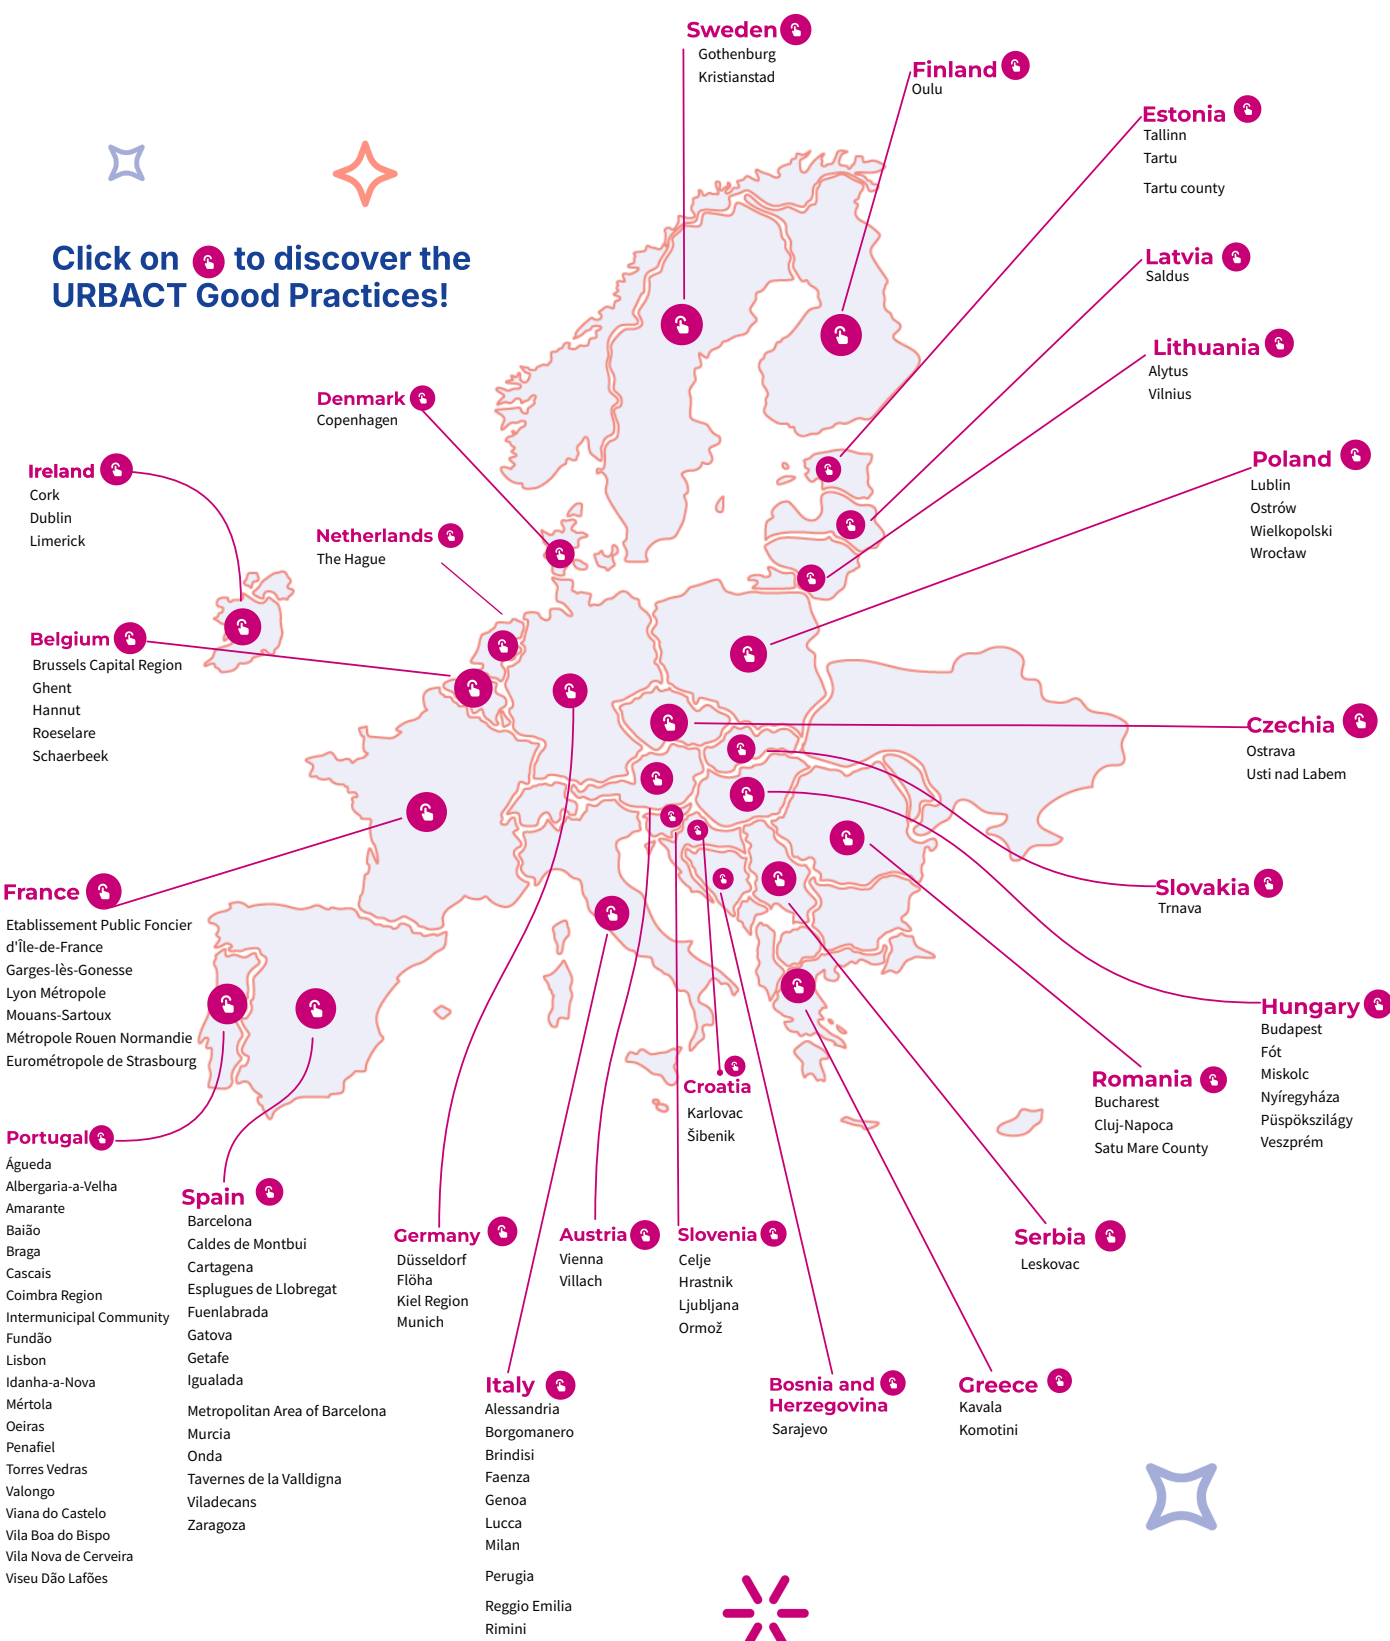 Sweden
Gothenburg
Kristianstad
Finland
Oulu
Estonia
Tallinn
Tartu
Tartu county
Click on to discover the
URBACT Good Practices!
Latvia
Saldus
Lithuania
Alytus
Vilnius
Denmark
Copenhagen
Ireland
Cork
Dublin
Limerick
Poland
Lublin
Ostrów
Wielkopolski
Wrocław
Netherlands
The Hague
Belgium
Brussels Capital Region
Ghent
Hannut
Roeselare
Schaerbeek
Czechia
Ostrava
Usti nad Labem
France
Etablissement Public Foncier
d'Île-de-France
Garges-lès-Gonesse
Lyon Métropole
Mouans-Sartoux
Métropole Rouen Normandie
Eurométropole de Strasbourg
Slovakia
Trnava
Hungary
Budapest
Fót
Miskolc
Nyíregyháza
Püspökszilágy
Veszprém
Romania
Bucharest
Cluj-Napoca
Satu Mare County
Croatia
Karlovac
Šibenik
Portugal
Águeda
Albergaria-a-Velha
Amarante
Baião
Braga
Cascais
Coimbra Region
Intermunicipal Community
Fundão
Lisbon
Idanha-a-Nova
Mértola
Oeiras
Penafiel
Torres Vedras
Valongo
Viana do Castelo
Vila Boa do Bispo
Vila Nova de Cerveira
Viseu Dão Lafões
Spain
Barcelona
Caldes de Montbui
Cartagena
Esplugues de Llobregat
Fuenlabrada
Gatova
Getafe
Igualada
Metropolitan Area of Barcelona
Murcia
Onda
Tavernes de la Valldigna
Viladecans
Zaragoza
Germany
Düsseldorf
Flöha
Kiel Region
Munich
Austria
Vienna
Villach
Slovenia
Celje
Hrastnik
Ljubljana
Ormož
Serbia
Leskovac
Italy
Alessandria
Borgomanero
Brindisi
Faenza
Genoa
Lucca
Milan
Perugia
Reggio Emilia
Rimini
Bosnia and
Herzegovina
Sarajevo
Greece
Kavala
Komotini